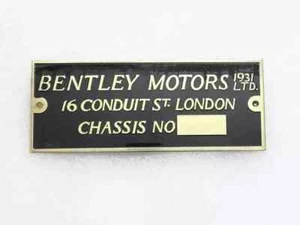 BENTLEY MOTORS 1931 LTD.
16 CONDUIT ST. LONDON
CHASSIS NO